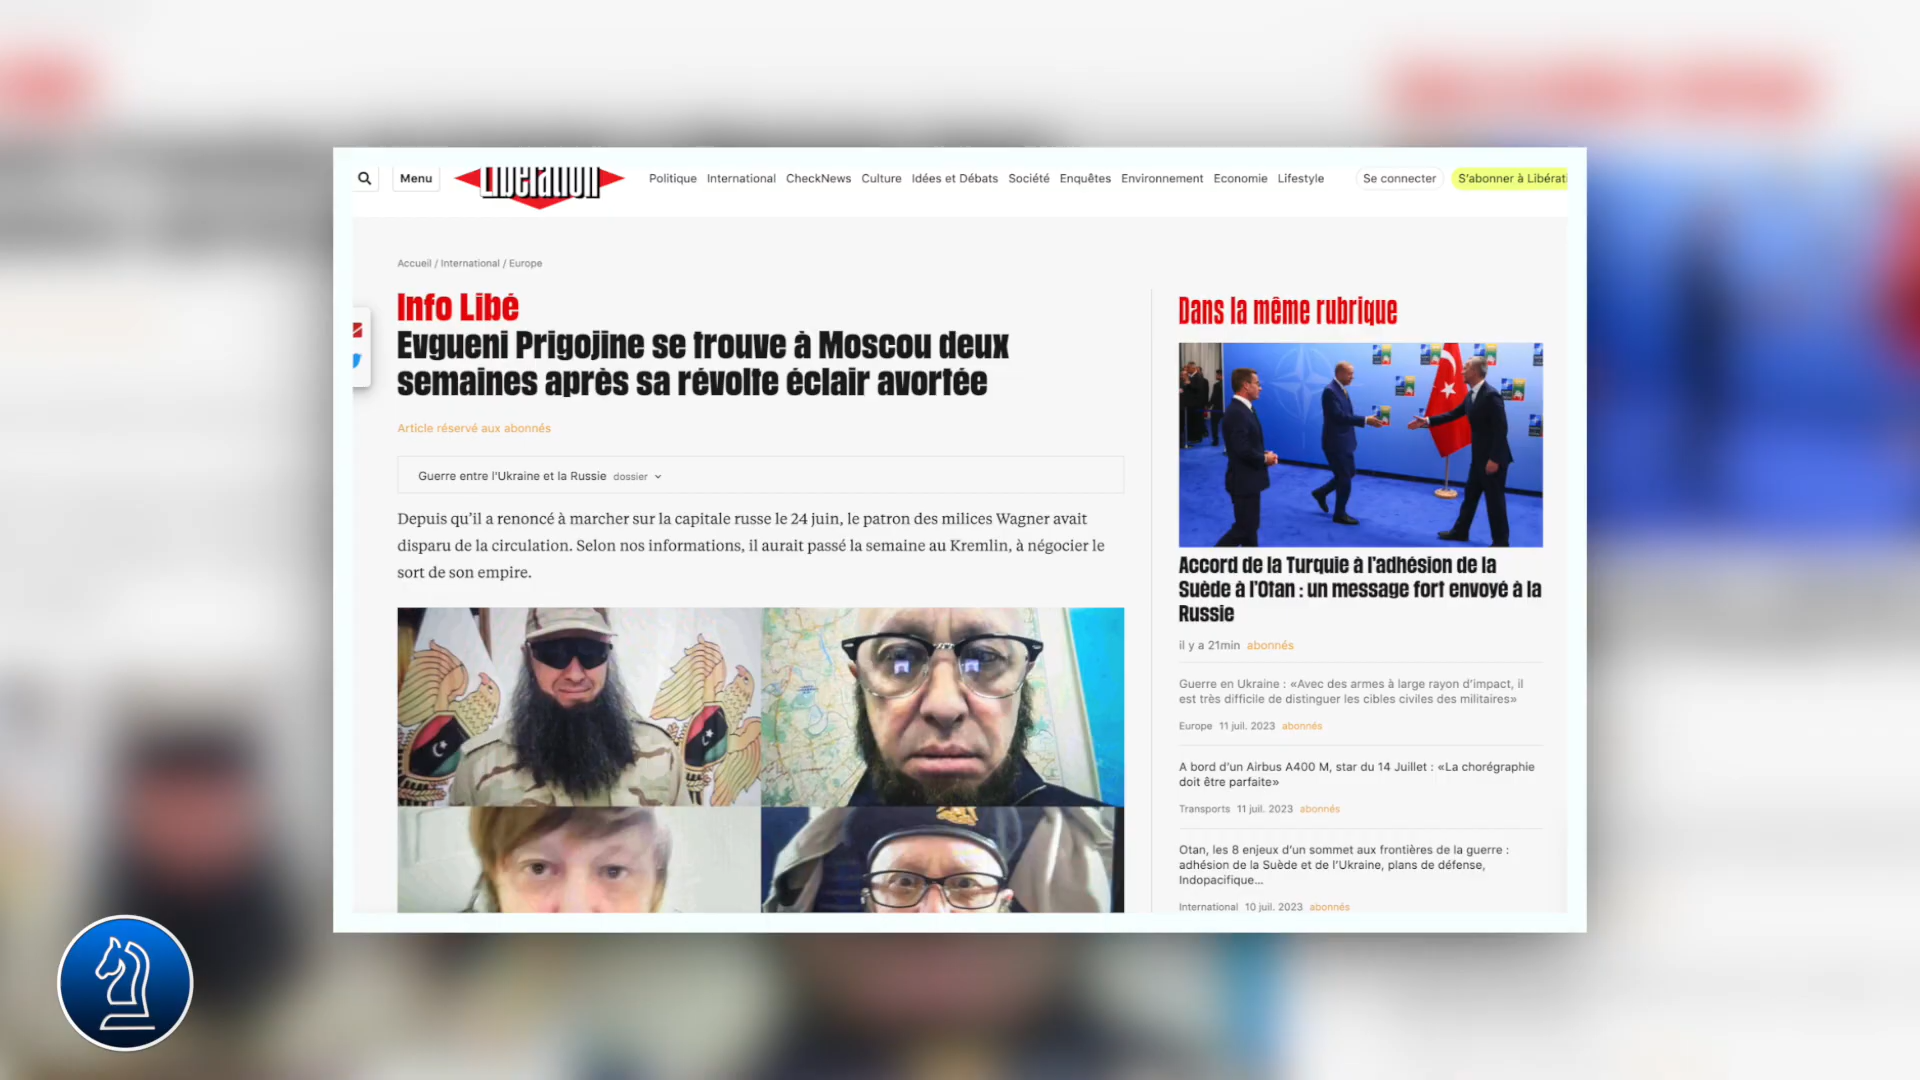 Menu
Libération
Politique International CheckNews Culture Idées et Débats Société Enquêtes Environnement Economie Lifestyle
Se connecter
S'abonner à Libérati
Accueil / International / Europe
Info Libé
Evgueni Prigojine se trouve à Moscou deux
semaines après sa révolte éclair avortée
Article réservé aux abonnés
Guerre entre l'Ukraine et la Russie dossier
Depuis qu’il a renoncé à marcher sur la capitale russe le 24 juin, le patron des milices Wagner avait
disparu de la circulation. Selon nos informations, il aurait passé la semaine au Kremlin, à négocier le
sort de son empire.
Dans la même rubrique
Accord de la Turquie à l’adhésion de la
Suède à l’Otan : un message fort envoyé à la
Russie
il y a 21min abonnés
Guerre en Ukraine : «Avec des armes à large rayon d’impact, il
est très difficile de distinguer les cibles civiles des militaires»
Europe 11 juil. 2023 abonnés
A bord d’un Airbus A400 M, star du 14 Juillet : «La chorégraphie
doit être parfaite»
Transports 11 juil. 2023 abonnés
Otan, les 8 enjeux d’un sommet aux frontières de la guerre :
adhésion de la Suède et de l’Ukraine, plans de défense,
Indopacifique…
International 10 juil. 2023 abonnés